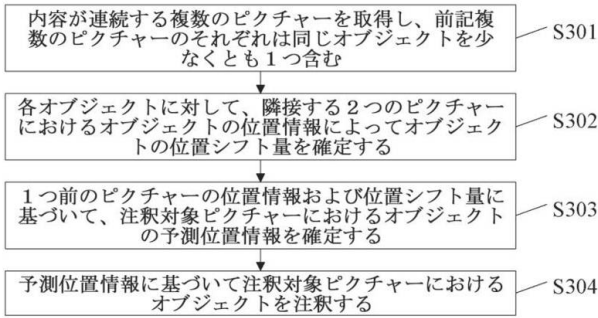 内容が連続する複数のピクチャーを取得し、前記複
数のピクチャーのそれぞれは同じオブジェクトを少
なくとも1つ含む
S301
各オブジェクトに対して、隣接する2つのピクチャー
におけるオブジェクトの位置情報によってオブジェク
トの位置シフト量を確定する
S302
1つ前のピクチャーの位置情報および位置シフト量に
基づいて、注釈対象ピクチャーにおけるオブジェクト
の予測位置情報を確定する
S303
予測位置情報に基づいて注釈対象ピクチャーにおける
オブジェクトを注釈する
S304